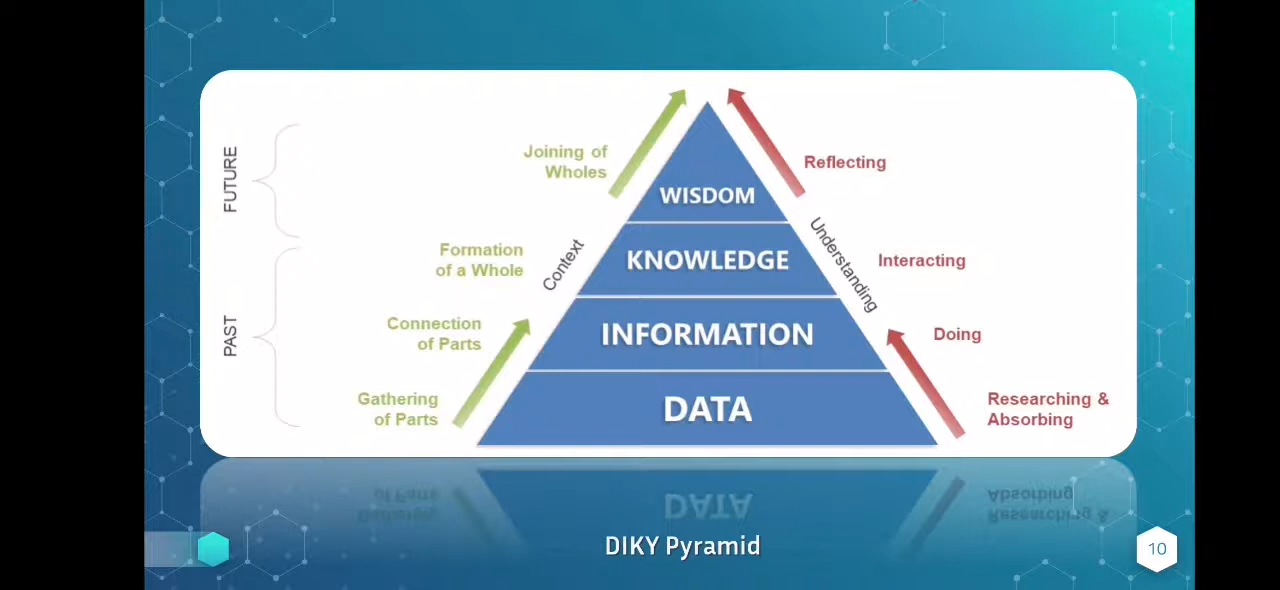 FUTURE
Joining of
Wholes
WISDOM
Reflecting
Formation
of a Whole
Context
KNOWLEDGE
Understanding
Interacting
PAST
Connection
of Parts
INFORMATION
Doing
Gathering
of Parts
DATA
Researching &
Absorbing
DIKY Pyramid
10